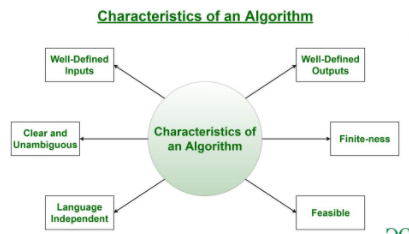 Characteristics of an Algorithm
Well-Defined
Inputs
Well-Defined
Outputs
Clear and
Unambiguous
Characteristics of
an Algorithm
Finite-ness
Language
Independent
Feasible